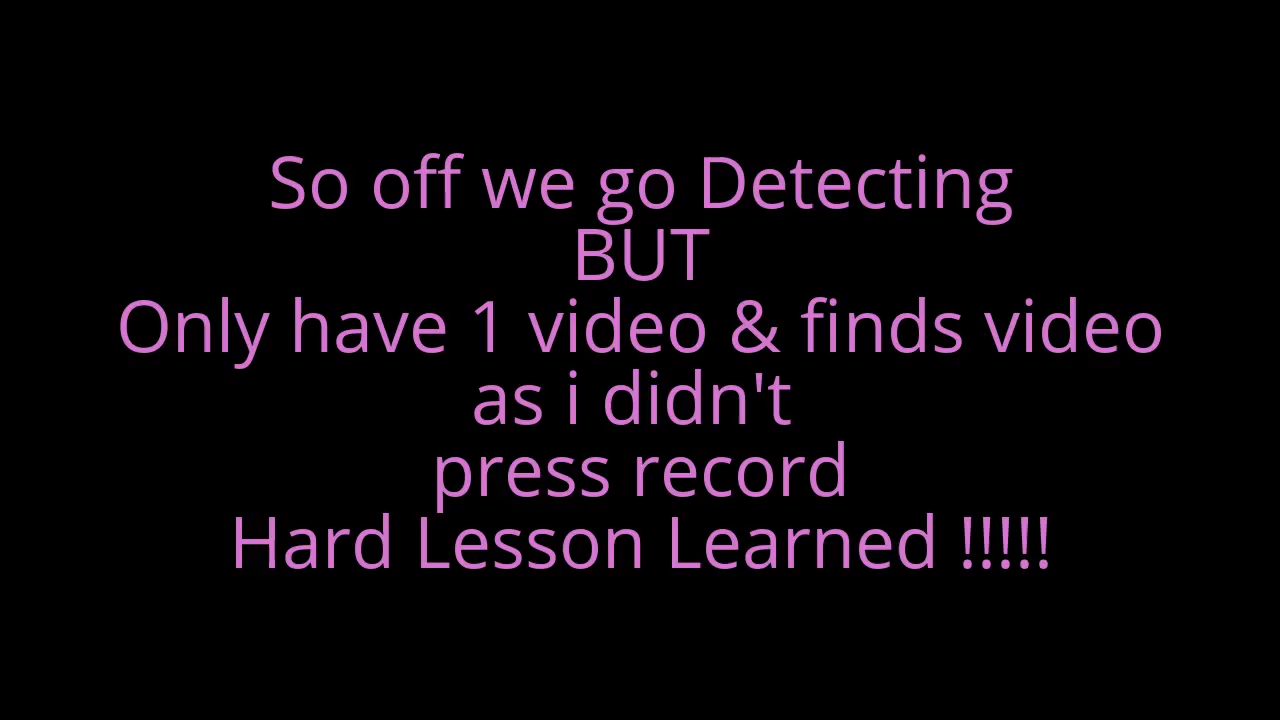 So off we go Detecting
BUT
Only have 1 video & finds video
as i didn't
press record
Hard Lesson Learned !!!!!